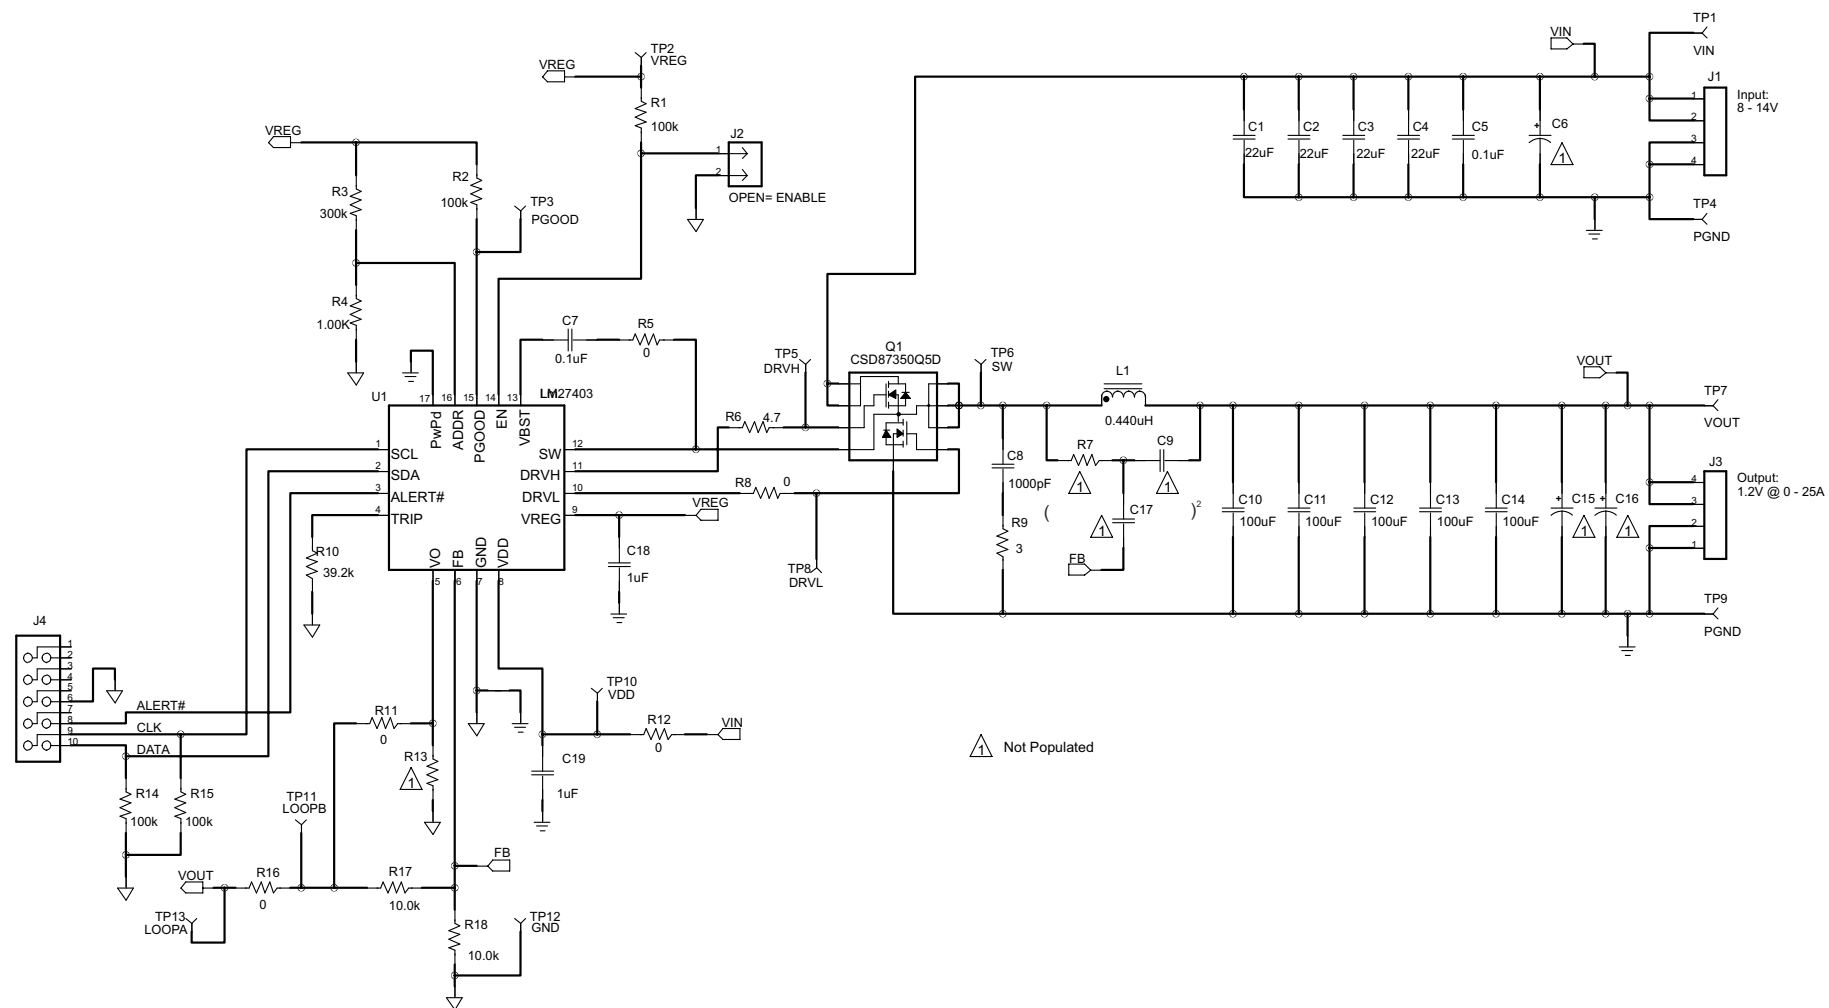 TP1
VIN
VIN
J1
Input:
8 - 14V
1
2
3
4
C1
22uF
C2
22uF
C3
22uF
C4
22uF
C5
0.1uF
+
C6
1
TP4
PGND
TP2
VREG
VREG
R1
100k
J2
1
2
OPEN= ENABLE
VREG
R3
300k
R2
100k
TP3
PGOOD
R4
1.00K
C7
0.1uF
R5
0
U1
LM27403
17
16
15
14
13
PwPd
ADDR
PGOOD
EN
VBST
1
SCL
2
SDA
3
ALERT#
4
TRIP
12
SW
11
DRVH
10
DRVL
9
VREG
VO
FB
GND
VDD
5
6
7
8
R6
4.7
TP5
DRVH
Q1
CSD87350Q5D
TP6
SW
L1
0.440uH
R8
0
VREG
TP8
DRVL
C18
1uF
C8
1000pF
R9
3
R7
1
C9
1
C17
1
( )2
FB
VOUT
TP7
VOUT
C10
100uF
C11
100uF
C12
100uF
C13
100uF
C14
100uF
+
C15
1
+
C16
1
J3
4
3
2
1
Output:
1.2V @ 0 - 25A
TP9
PGND
R10
39.2k
J4
1
2
3
4
5
6
7
8
9
10
ALERT#
CLK
DATA
R14
100k
R15
100k
R11
0
R13
1
TP10
VDD
R12
0
VIN
C19
1uF
TP11
LOOPB
FB
VOUT
R16
0
R17
10.0k
TP13
LOOPA
R18
10.0k
TP12
GND
1 Not Populated